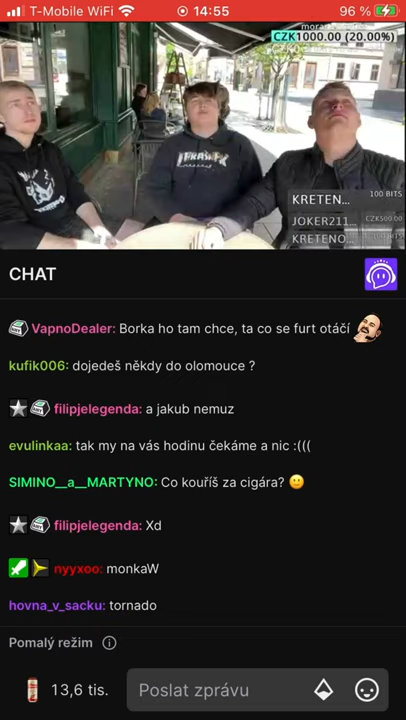 T-Mobile WiFi
14:55
96 %
CZK1000.00 (20.00%)
THRASHER
KRETEN...
100 BITS
JOKER211...
CZK500.00
KRETENO...
CHAT
VapnoDealer: Borka ho tam chce, ta co se furt otáčí
kufik006: dojedeš někdy do olomouce ?
filipjelegenda: a jakub nemuz
evulinkaa: tak my na vás hodinu čekáme a nic :(((
SIMINO__a__MARTYNO: Co kouříš za cigára? 🙂
filipjelegenda: Xd
nyyxoo: monkaW
hovna_v_sacku: tornado
Pomalý režim
13,6 tis.
Poslat zprávu